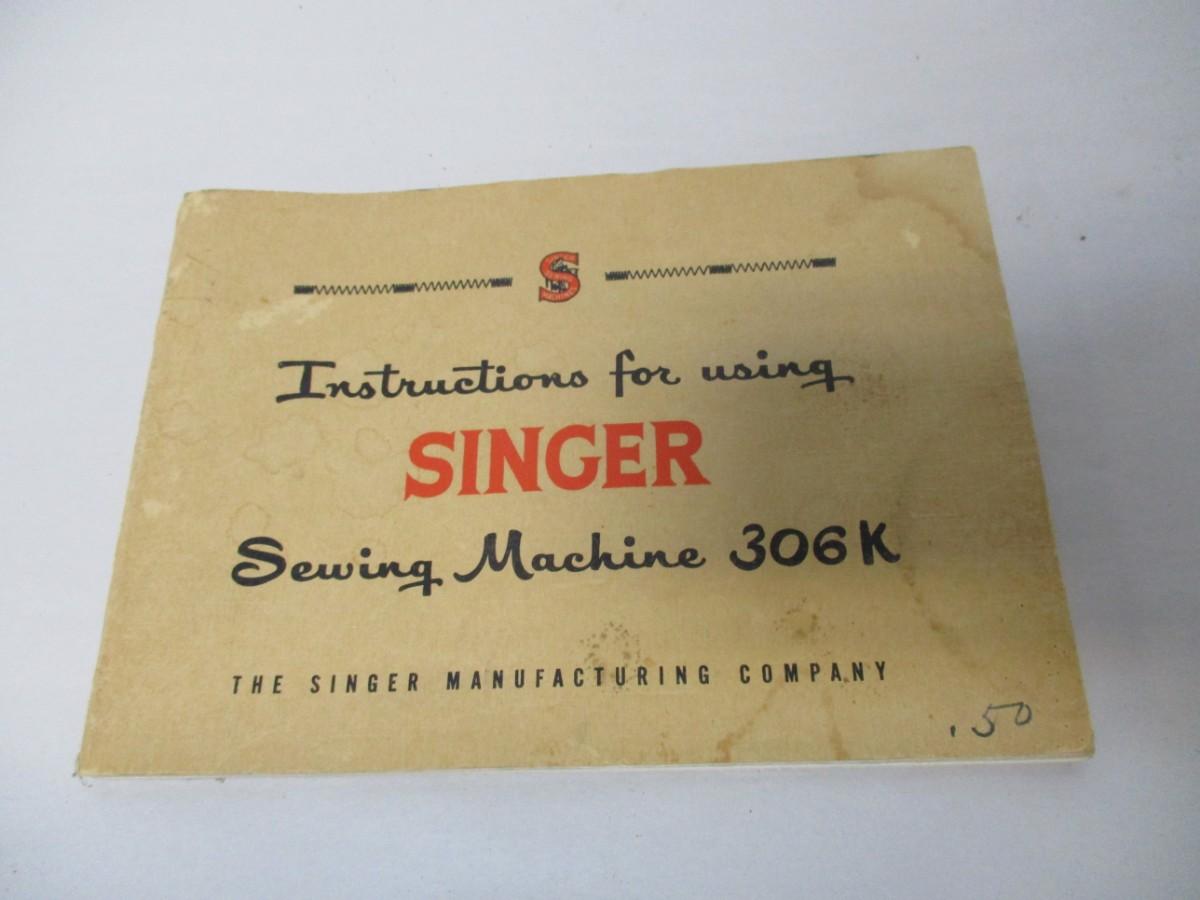 S
Instructions for using
SINGER
Sewing Machine 306K
THE SINGER MANUFACTURING COMPANY
.50